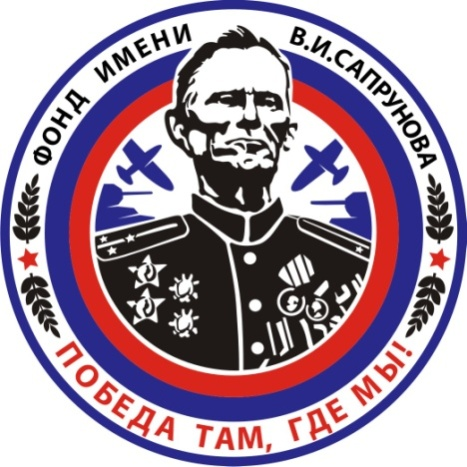 ФОНД ИМЕНИ В.И.САПРУНОВА
ПОБЕДА ТАМ, ГДЕ МЫ!